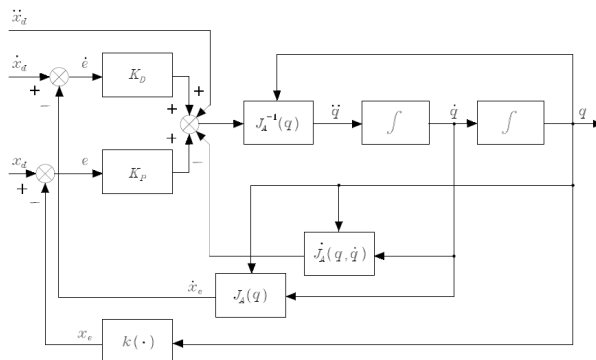 ẍ_d
ẋ_d
+
−
ė
K_D
+
+
+
−
J_A^{-1}(q)
q̈
∫
q̇
∫
q
x_d
+
−
e
K_P
J̇_A(q, q̇)
ẋ_e
J_A(q)
x_e
k(·)